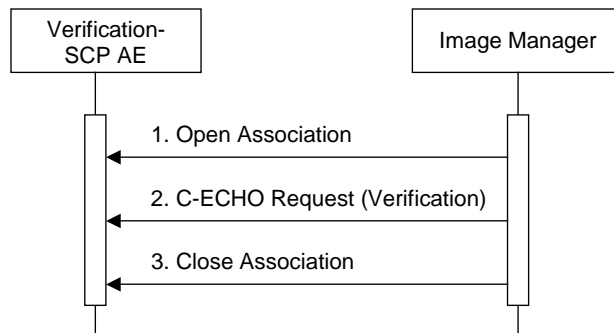 Verification-
SCP AE
Image Manager
1. Open Association
2. C-ECHO Request (Verification)
3. Close Association